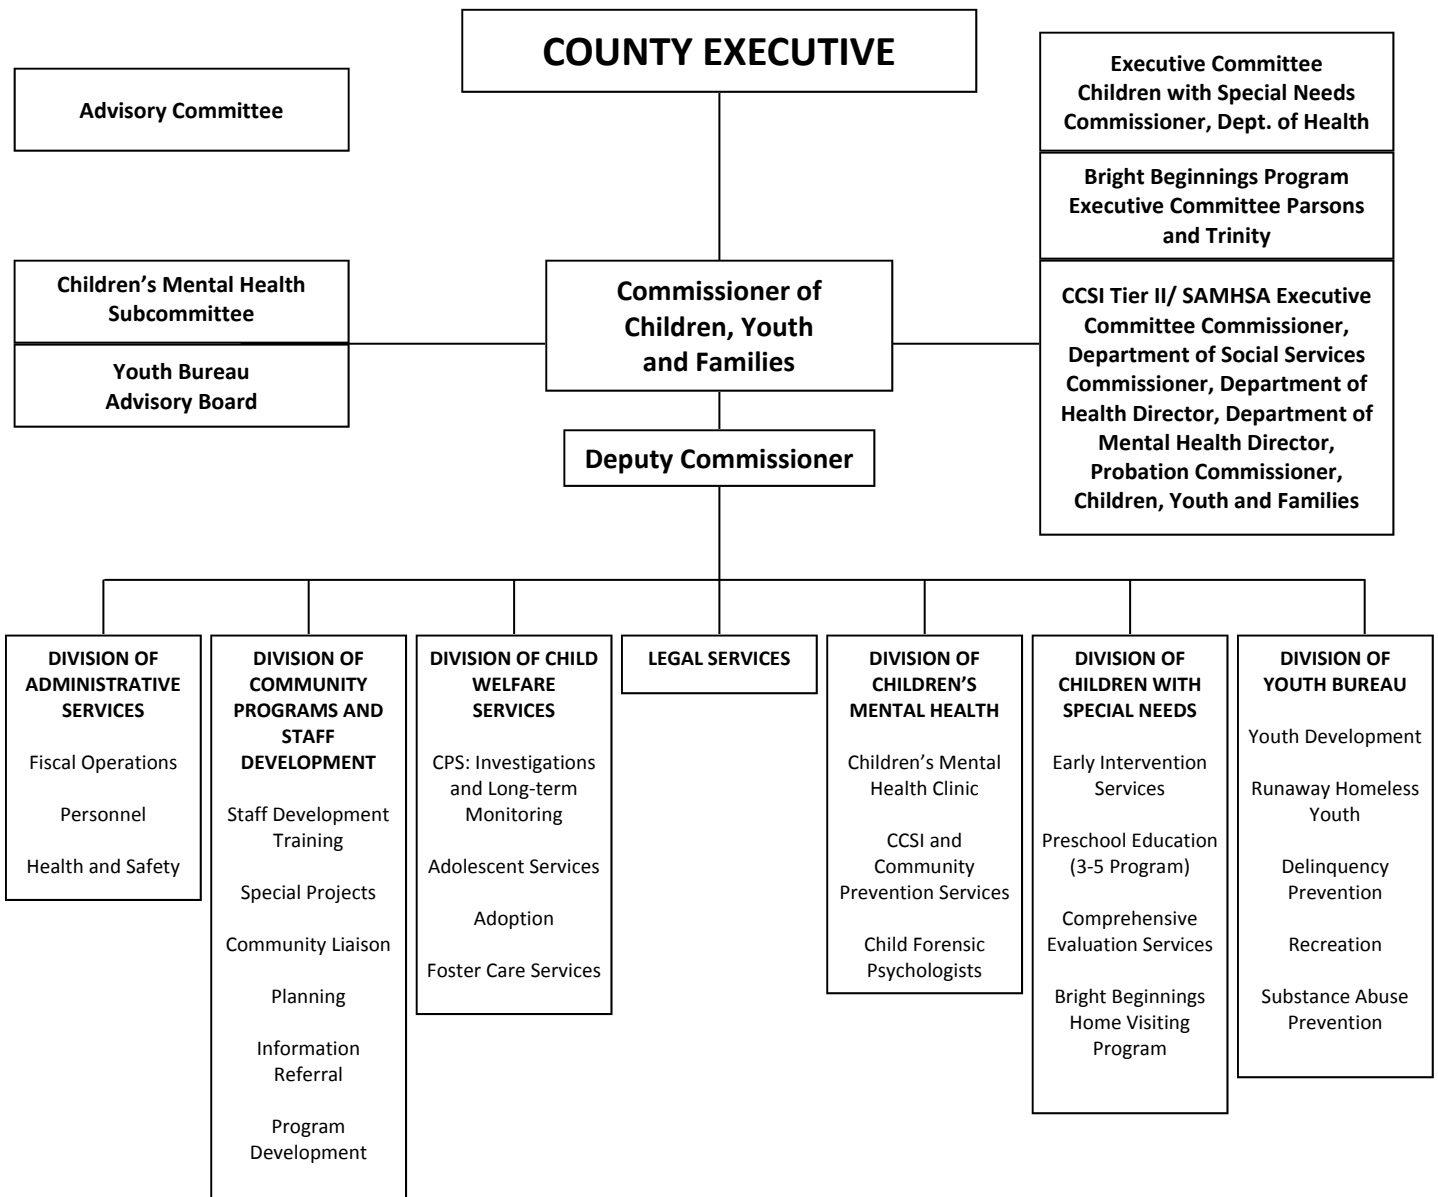 COUNTY EXECUTIVE
Advisory Committee
Executive Committee
Children with Special Needs
Commissioner, Dept. of Health
Bright Beginnings Program
Executive Committee Parsons
and Trinity
Children’s Mental Health
Subcommittee
Youth Bureau
Advisory Board
Commissioner of
Children, Youth
and Families
CCSI Tier II/ SAMHSA Executive
Committee Commissioner,
Department of Social Services
Commissioner, Department of
Health Director, Department of
Mental Health Director,
Probation Commissioner,
Children, Youth and Families
Deputy Commissioner
DIVISION OF
ADMINISTRATIVE
SERVICES
Fiscal Operations
Personnel
Health and Safety
DIVISION OF
COMMUNITY
PROGRAMS AND
STAFF
DEVELOPMENT
Staff Development
Training
Special Projects
Community Liaison
Planning
Information
Referral
Program
Development
DIVISION OF CHILD
WELFARE
SERVICES
CPS: Investigations
and Long-term
Monitoring
Adolescent Services
Adoption
Foster Care Services
LEGAL SERVICES
DIVISION OF
CHILDREN’S
MENTAL HEALTH
Children’s Mental
Health Clinic
CCSI and
Community
Prevention Services
Child Forensic
Psychologists
DIVISION OF
CHILDREN WITH
SPECIAL NEEDS
Early Intervention
Services
Preschool Education
(3-5 Program)
Comprehensive
Evaluation Services
Bright Beginnings
Home Visiting
Program
DIVISION OF
YOUTH BUREAU
Youth Development
Runaway Homeless
Youth
Delinquency
Prevention
Recreation
Substance Abuse
Prevention